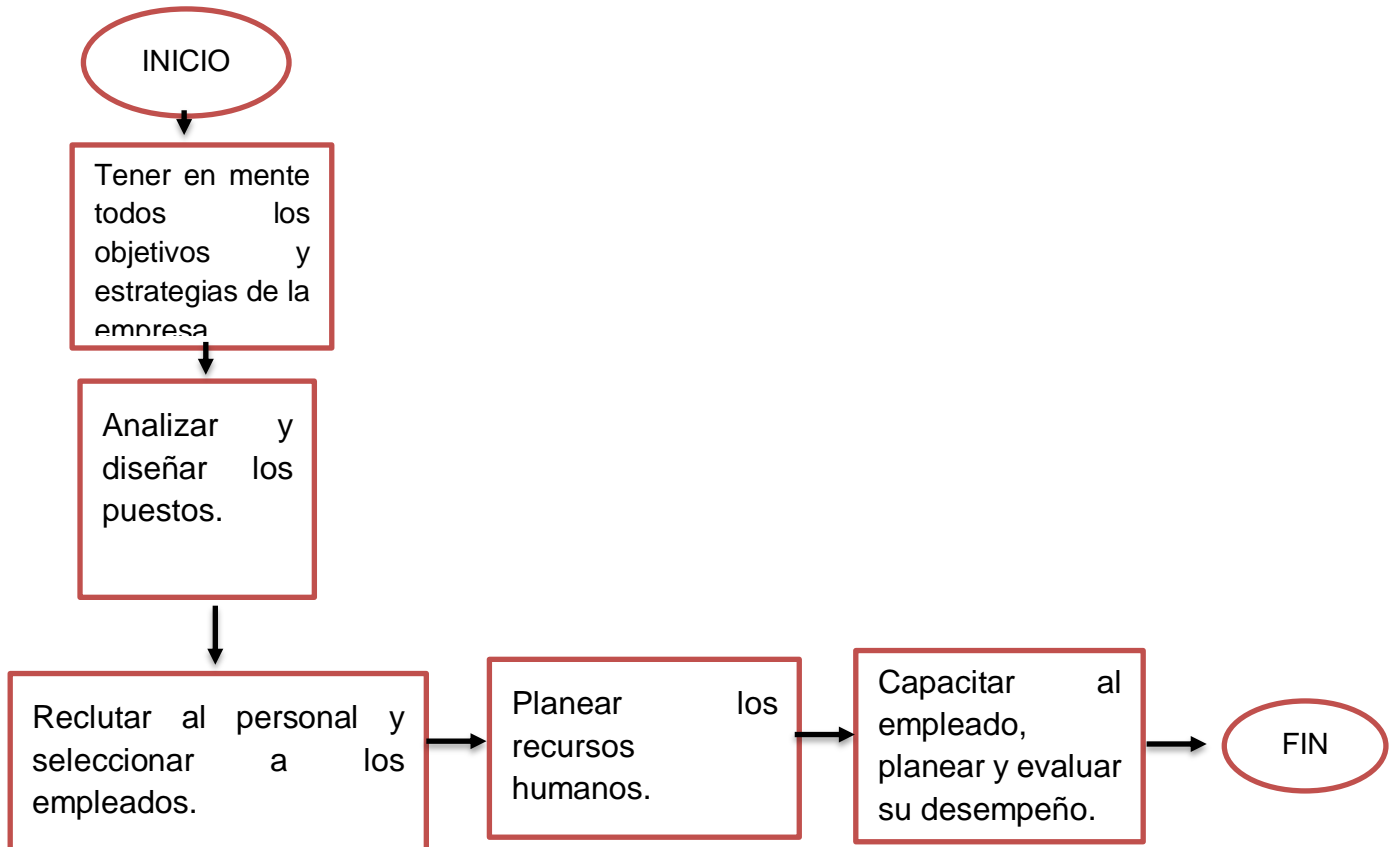 INICIO
Tener en mente
todos los
objetivos y
estrategias de la
empresa
Analizar y
diseñar los
puestos.
Reclutar al personal y
seleccionar a los
empleados.
Planear los
recursos
humanos.
Capacitar al
empleado,
planear y evaluar
su desempeño.
FIN